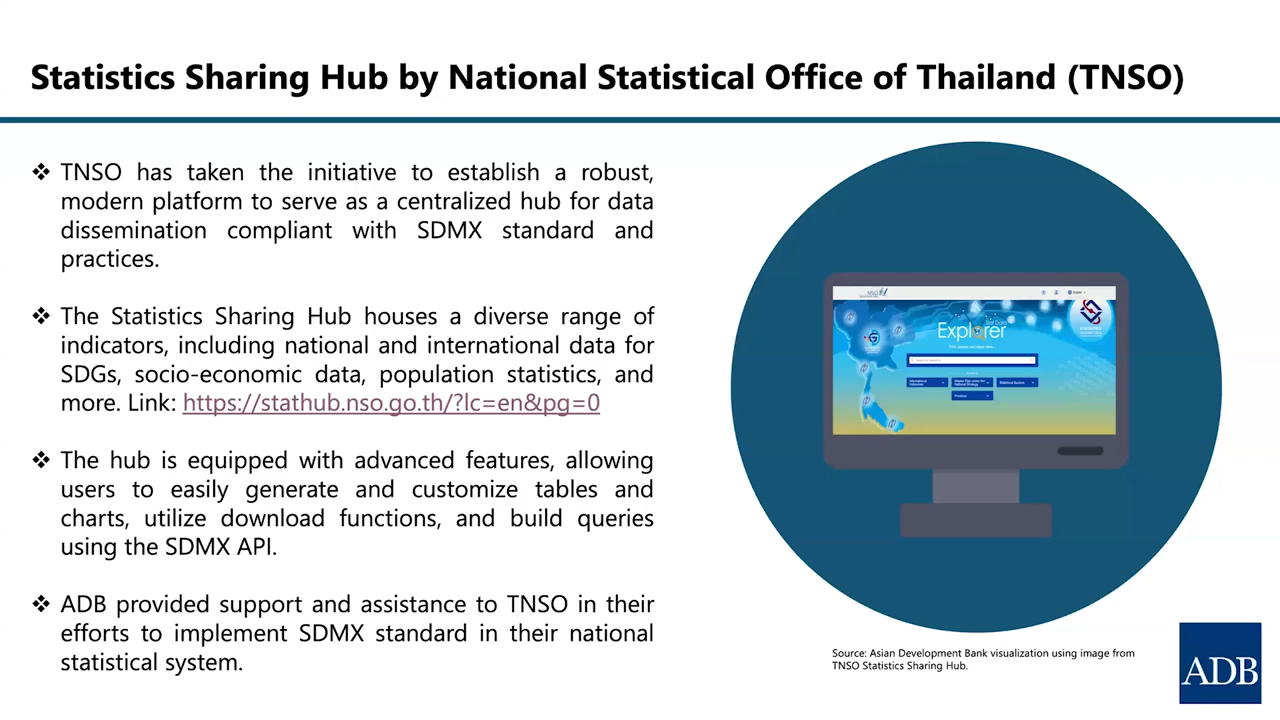 Statistics Sharing Hub by National Statistical Office of Thailand (TNSO)
❖ TNSO has taken the initiative to establish a robust,
modern platform to serve as a centralized hub for data
dissemination compliant with SDMX standard and
practices.
❖ The Statistics Sharing Hub houses a diverse range of
indicators, including national and international data for
SDGs, socio-economic data, population statistics, and
more. Link: https://stathub.nso.go.th/?lc=en&pg=0
❖ The hub is equipped with advanced features, allowing
users to easily generate and customize tables and
charts, utilize download functions, and build queries
using the SDMX API.
❖ ADB provided support and assistance to TNSO in their
efforts to implement SDMX standard in their national
statistical system.
NSO
English
Explorer
International
Statistical Sectors
Provinces
Source: Asian Development Bank visualization using image from
TNSO Statistics Sharing Hub.
ADB